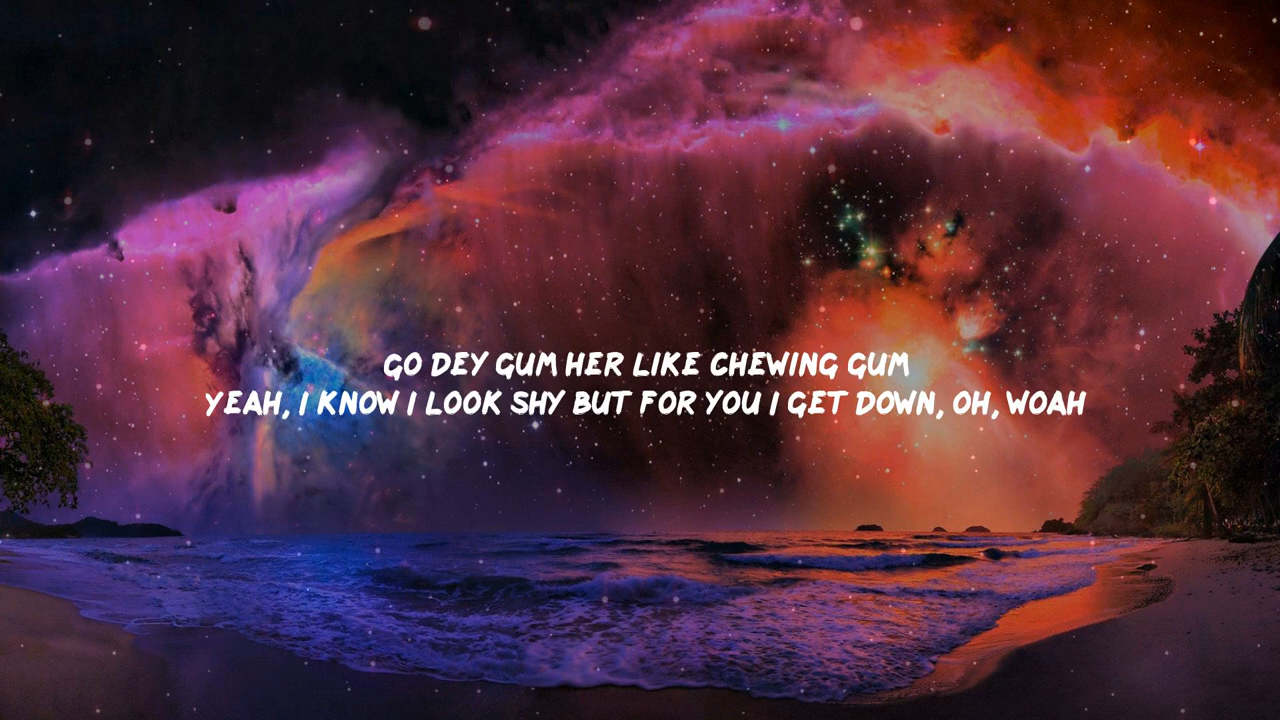 GO DEY GUM HER LIKE CHEWING GUM
YEAH, I KNOW I LOOK SHY BUT FOR YOU I GET DOWN, OH, WOAH